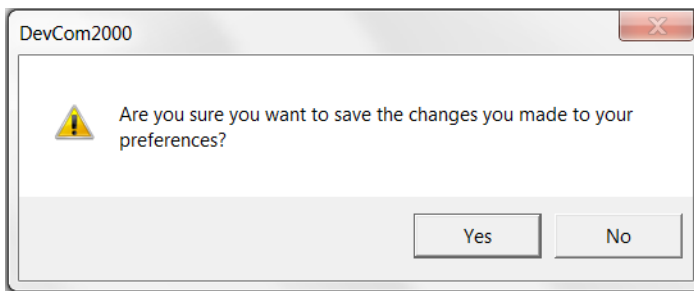 DevCom2000
Are you sure you want to save the changes you made to your
preferences?
Yes
No